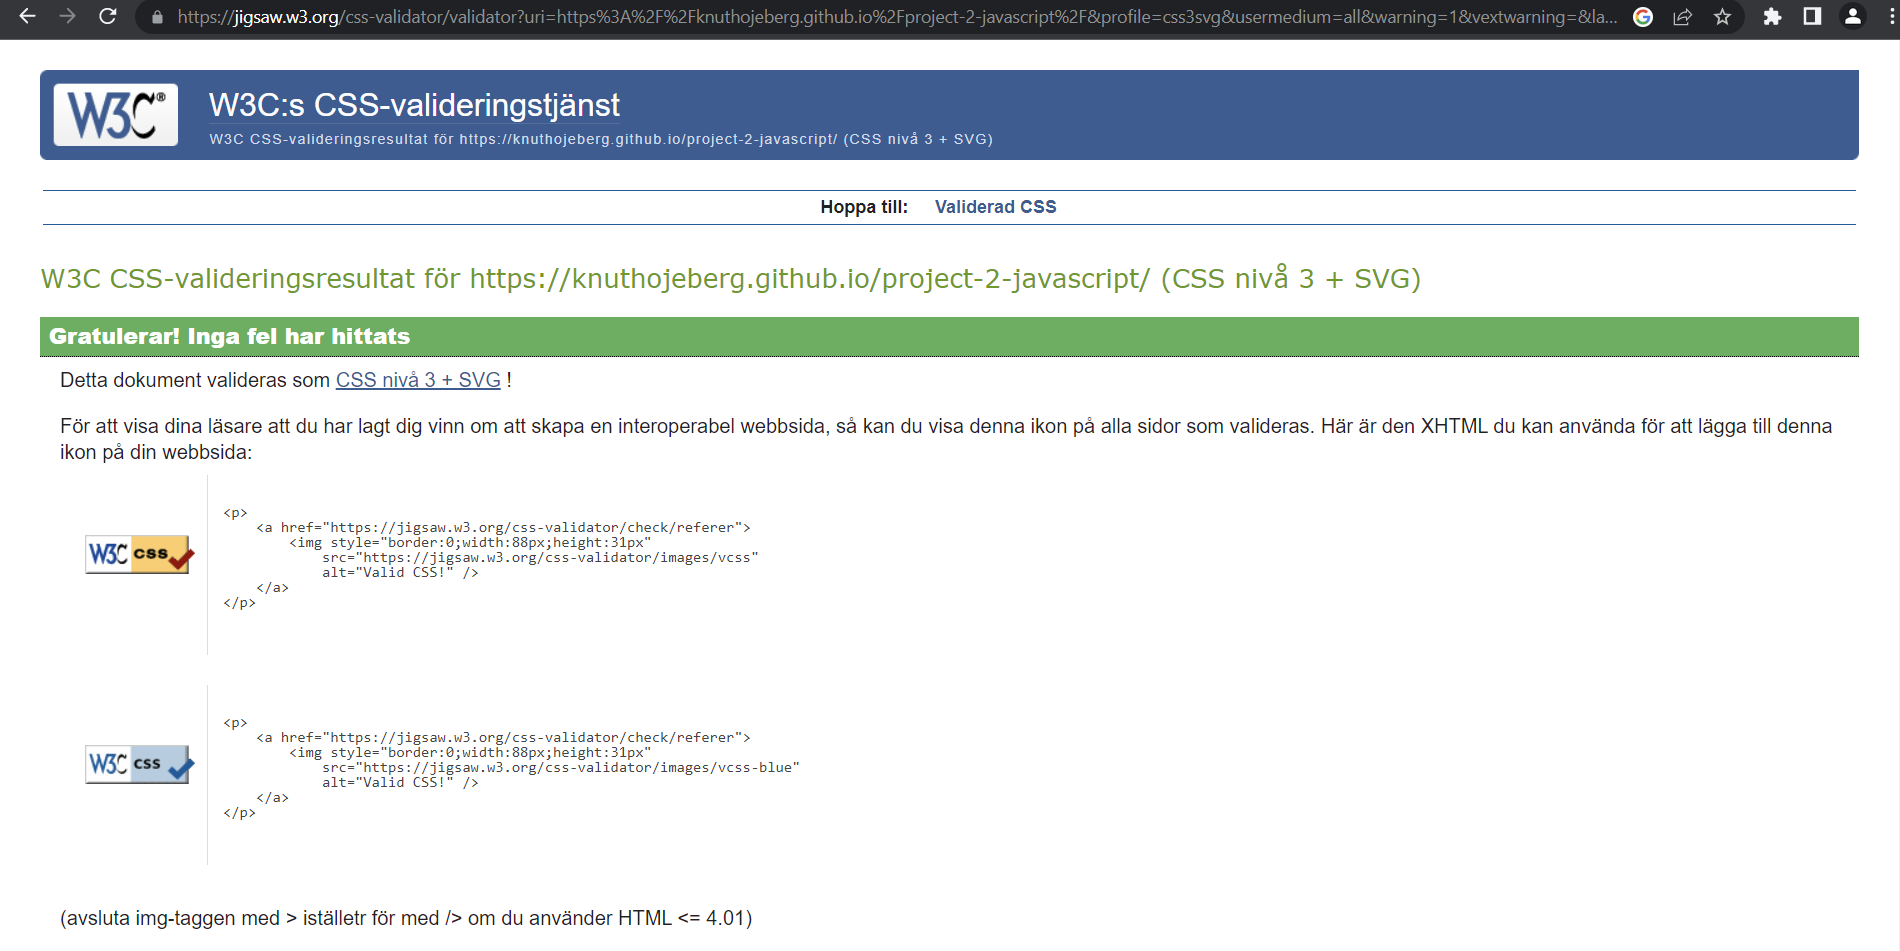 https://jigsaw.w3.org/css-validator/validator?uri=https%3A%2F%2Fknuthojeberg.github.io%2Fproject-2-javascript%2F&profile=css3svg&usermedium=all&warning=1&vextwarning=&la...
W3C®
W3C:s CSS-valideringstjänst
W3C CSS-valideringsresultat för https://knuthojeberg.github.io/project-2-javascript/ (CSS nivå 3 + SVG)
Hoppa till: Validerad CSS
W3C CSS-valideringsresultat för https://knuthojeberg.github.io/project-2-javascript/ (CSS nivå 3 + SVG)
Gratulerar! Inga fel har hittats
Detta dokument valideras som CSS nivå 3 + SVG !
För att visa dina läsare att du har lagt dig vinn om att skapa en interoperabel webbsida, så kan du visa denna ikon på alla sidor som valideras. Här är den XHTML du kan använda för att lägga till denna
ikon på din webbsida:
W3C css
<p>
<a href="https://jigsaw.w3.org/css-validator/check/referer">
<img style="border:0;width:88px;height:31px"
src="https://jigsaw.w3.org/css-validator/images/vcss"
alt="Valid CSS!" />
</a>
</p>
W3C css
<p>
<a href="https://jigsaw.w3.org/css-validator/check/referer">
<img style="border:0;width:88px;height:31px"
src="https://jigsaw.w3.org/css-validator/images/vcss-blue"
alt="Valid CSS!" />
</a>
</p>
(avsluta img-taggen med > iställetr för med /> om du använder HTML <= 4.01)